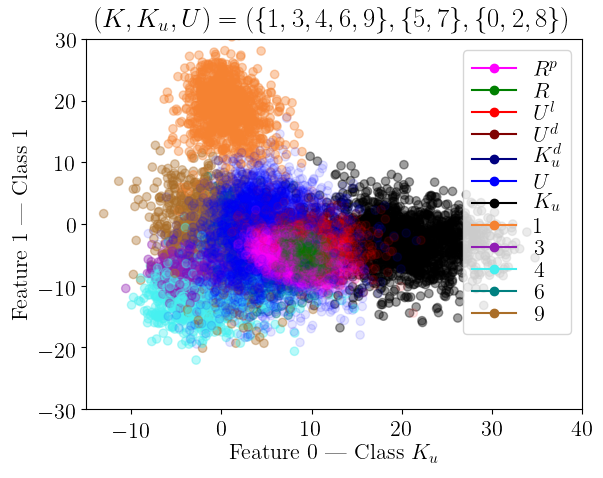 (K, K_u, U) = ({1, 3, 4, 6, 9}, {5, 7}, {0, 2, 8})
30
20
10
0
−10
−20
−30
Feature 1 — Class 1
R^p
R
U^l
U^d
K_u^d
U
K_u
1
3
4
6
9
−10 0 10 20 30 40
Feature 0 — Class K_u